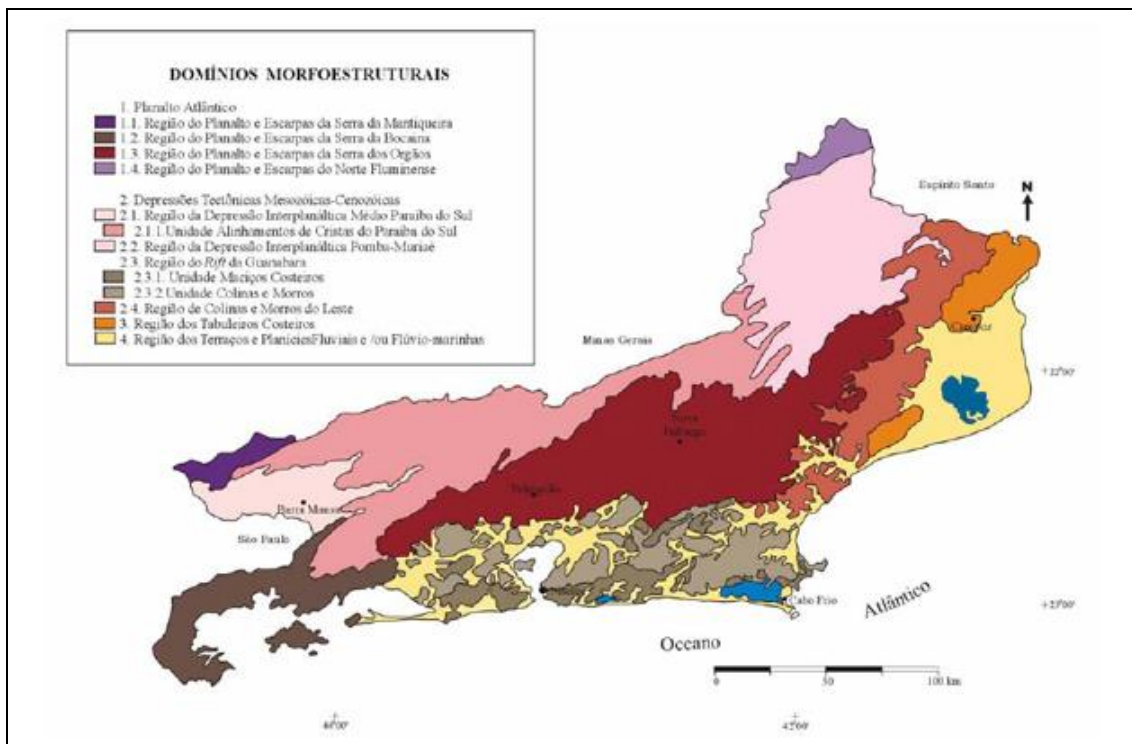 DOMÍNIOS MORFOESTRUTURAIS
1. Planalto Atlântico
1.1. Região do Planalto e Escarpas da Serra da Mantiqueira
1.2. Região do Planalto e Escarpas da Serra da Bocaina
1.3. Região do Planalto e Escarpas da Serra dos Órgãos
1.4. Região do Planalto e Escarpas do Norte Fluminense
2. Depressões Tectônicas Mesozóicas-Cenozóicas
2.1. Região da Depressão Interplanáltica Médio Paraíba do Sul
2.1.1.Unidade Alinhamentos de Cristas do Paraíba do Sul
2.2. Região da Depressão Interplanáltica Pomba-Muriaé
2.3. Região do Rift da Guanabara
2.3.1. Unidade Maciços Costeiros
2.3.2.Unidade Colinas e Morros
2.4. Região de Colinas e Morros do Leste
3. Região dos Tabuleiros Costeiros
4. Região dos Terraços e PlaníciesFluviais e /ou Flúvio-marinhas
Espírito Santo
N
Minas Gerais
22°00'
Barra Mansa
São Paulo
Cabo Frio
23°00'
Atlântico
Oceano
0 50 100 km
42°00'